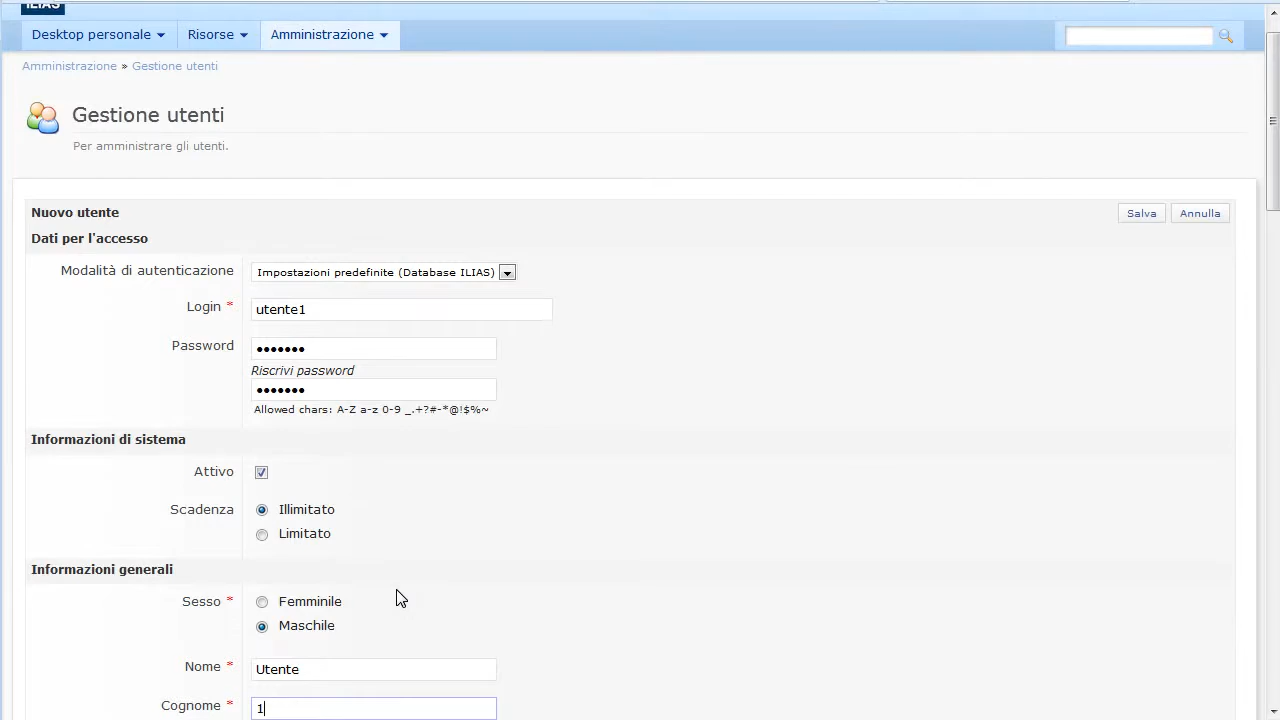 ILIAS
Desktop personale Risorse Amministrazione
Amministrazione » Gestione utenti
Gestione utenti
Per amministrare gli utenti.
Nuovo utente Salva Annulla
Dati per l'accesso
Modalità di autenticazione Impostazioni predefinite (Database ILIAS)
Login * utente1
Password •••••••
Riscrivi password
•••••••
Allowed chars: A-Z a-z 0-9 _.+?#-*@!$%~
Informazioni di sistema
Attivo
Scadenza Illimitato
Limitato
Informazioni generali
Sesso * Femminile
Maschile
Nome * Utente
Cognome * 1